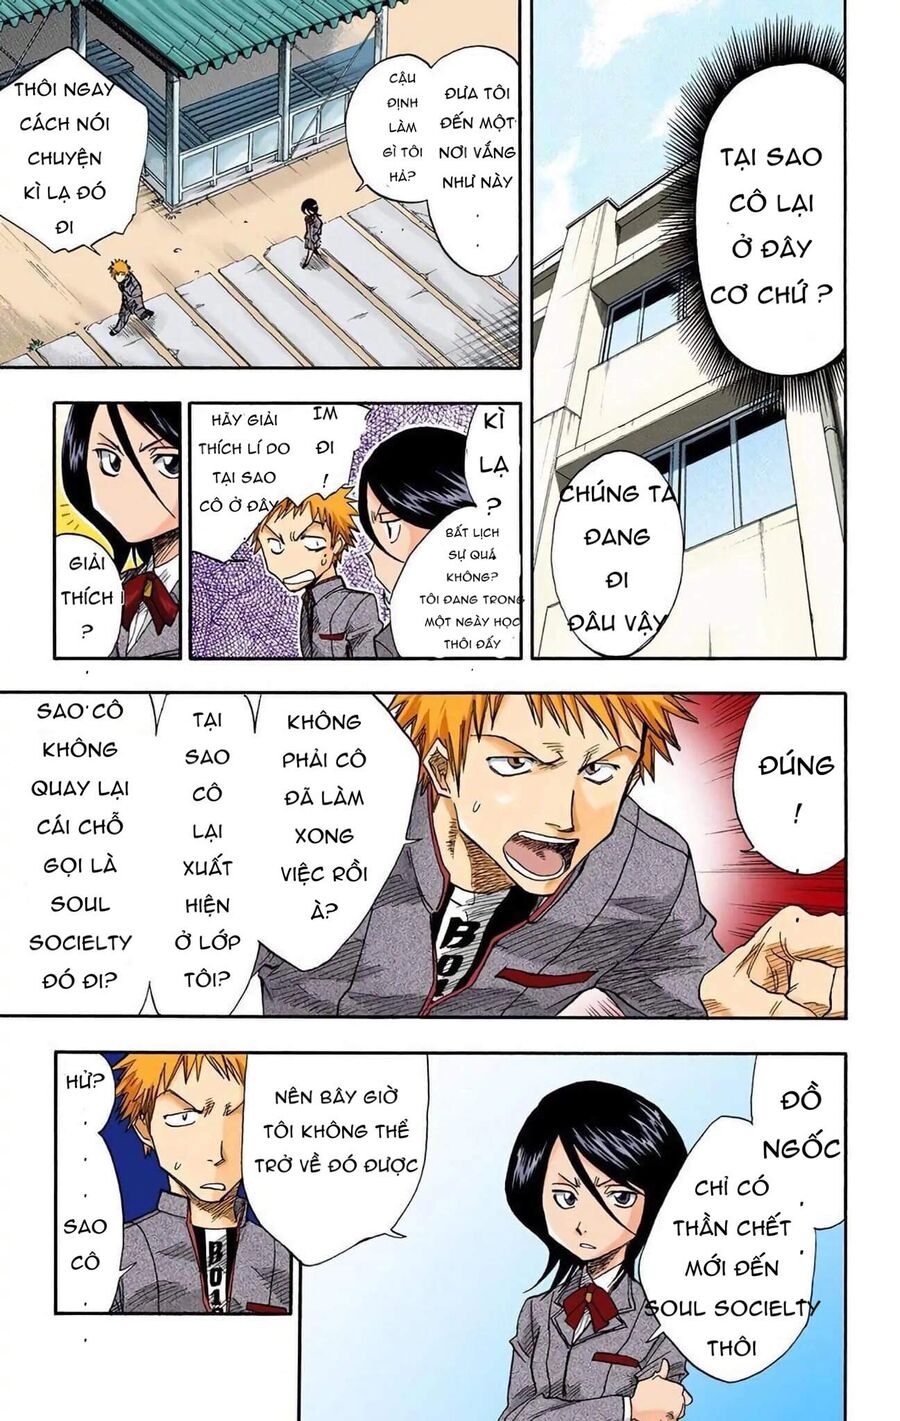 TẠI SAO
CÔ LẠI
Ở ĐÂY
CƠ CHỨ ?
CHÚNG TA
ĐANG
ĐI
ĐÂU VẬY
ĐƯA TÔI
ĐẾN MỘT
NƠI VẮNG
NHƯ NÀY
CẬU
ĐỊNH
LÀM
GÌ TÔI
HẢ?
THÔI NGAY
CÁCH NÓI
CHUYỆN
KÌ LẠ ĐÓ
ĐI
KÌ
LẠ
?
BẤT LỊCH
SỰ QUÁ
KHÔNG?
TÔI ĐANG TRONG
MỘT NGÀY HỌC
THÔI ĐẤY
IM
ĐI
!
HÃY GIẢI
THÍCH LÍ DO
TẠI SAO
CÔ Ở ĐÂY
GIẢI
THÍCH
?
ĐÚNG
!
KHÔNG
PHẢI CÔ
ĐÃ LÀM
XONG
VIỆC RỒI
À?
TẠI
SAO
CÔ
LẠI
XUẤT
HIỆN
Ở LỚP
TÔI?
SAO CÔ
KHÔNG
QUAY LẠI
CÁI CHỖ
GỌI LÀ
SOUL
SOCIELTY
ĐÓ ĐI?
ĐỒ
NGỐC
CHỈ CÓ
THẦN CHẾT
MỚI ĐẾN
SOUL SOCIELTY
THÔI
NÊN BÂY GIỜ
TÔI KHÔNG THỂ
TRỞ VỀ ĐÓ ĐƯỢC
HỬ?
SAO
CÔ